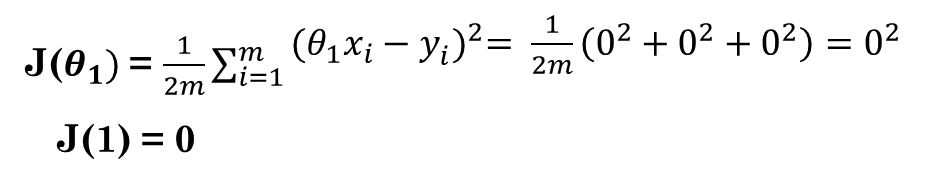 J(θ₁) = 1/2m ∑ᵢ₌₁ᵐ (θ₁xᵢ − yᵢ)² = 1/2m (0² + 0² + 0²) = 0²
J(1) = 0